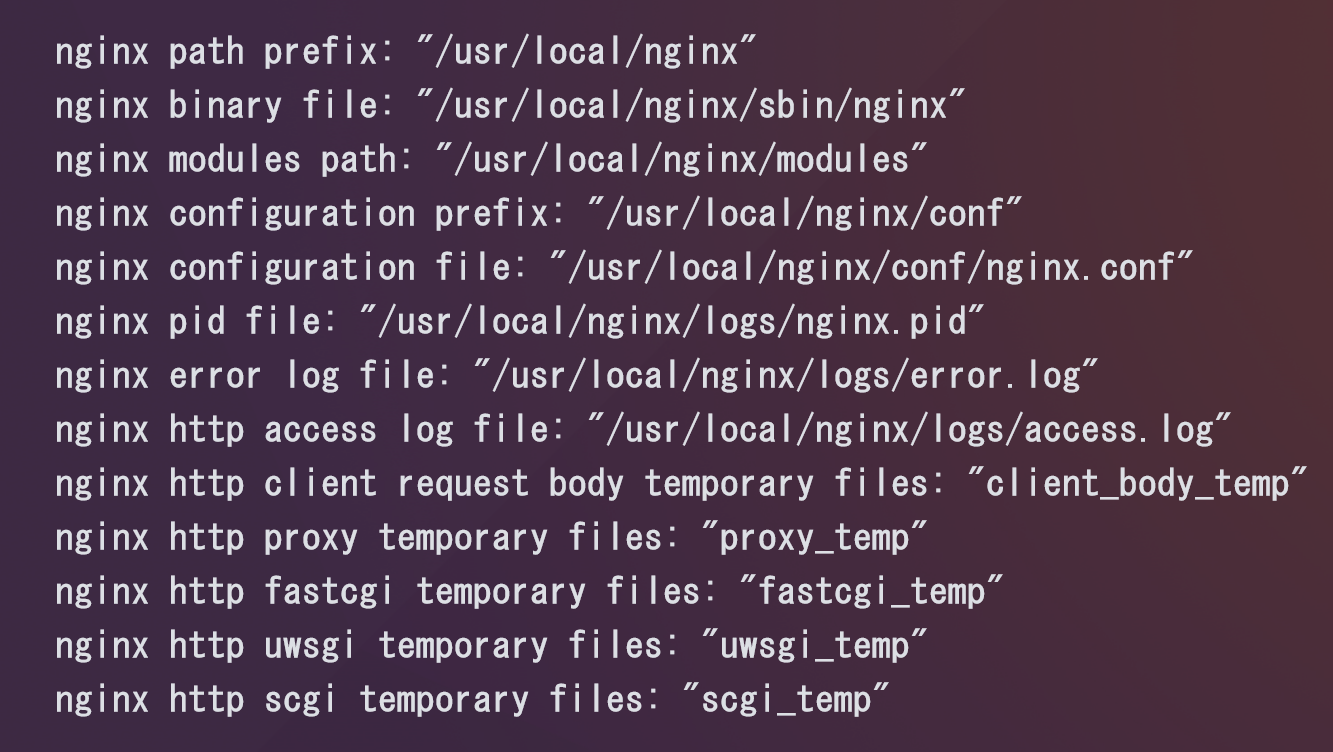 nginx path prefix: "/usr/local/nginx"
nginx binary file: "/usr/local/nginx/sbin/nginx"
nginx modules path: "/usr/local/nginx/modules"
nginx configuration prefix: "/usr/local/nginx/conf"
nginx configuration file: "/usr/local/nginx/conf/nginx.conf"
nginx pid file: "/usr/local/nginx/logs/nginx.pid"
nginx error log file: "/usr/local/nginx/logs/error.log"
nginx http access log file: "/usr/local/nginx/logs/access.log"
nginx http client request body temporary files: "client_body_temp"
nginx http proxy temporary files: "proxy_temp"
nginx http fastcgi temporary files: "fastcgi_temp"
nginx http uwsgi temporary files: "uwsgi_temp"
nginx http scgi temporary files: "scgi_temp"